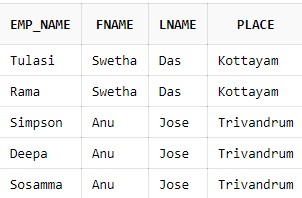 EMP_NAME FNAME LNAME PLACE
Tulasi Swetha Das Kottayam
Rama Swetha Das Kottayam
Simpson Anu Jose Trivandrum
Deepa Anu Jose Trivandrum
Sosamma Anu Jose Trivandrum